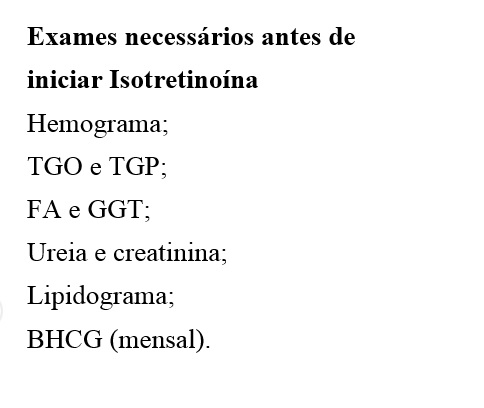 Exames necessários antes de
iniciar Isotretinoína
Hemograma;
TGO e TGP;
FA e GGT;
Ureia e creatinina;
Lipidograma;
BHCG (mensal).